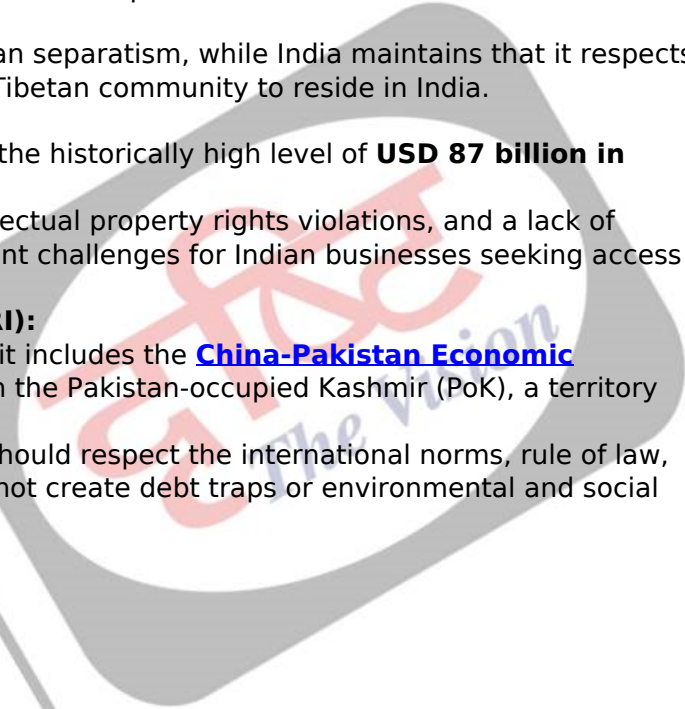 an separatism, while India maintains that it respects
Tibetan community to reside in India.
the historically high level of USD 87 billion in
ectual property rights violations, and a lack of
nt challenges for Indian businesses seeking access
RI):
it includes the China-Pakistan Economic
n the Pakistan-occupied Kashmir (PoK), a territory
hould respect the international norms, rule of law,
not create debt traps or environmental and social
दृष्टि
The Vision